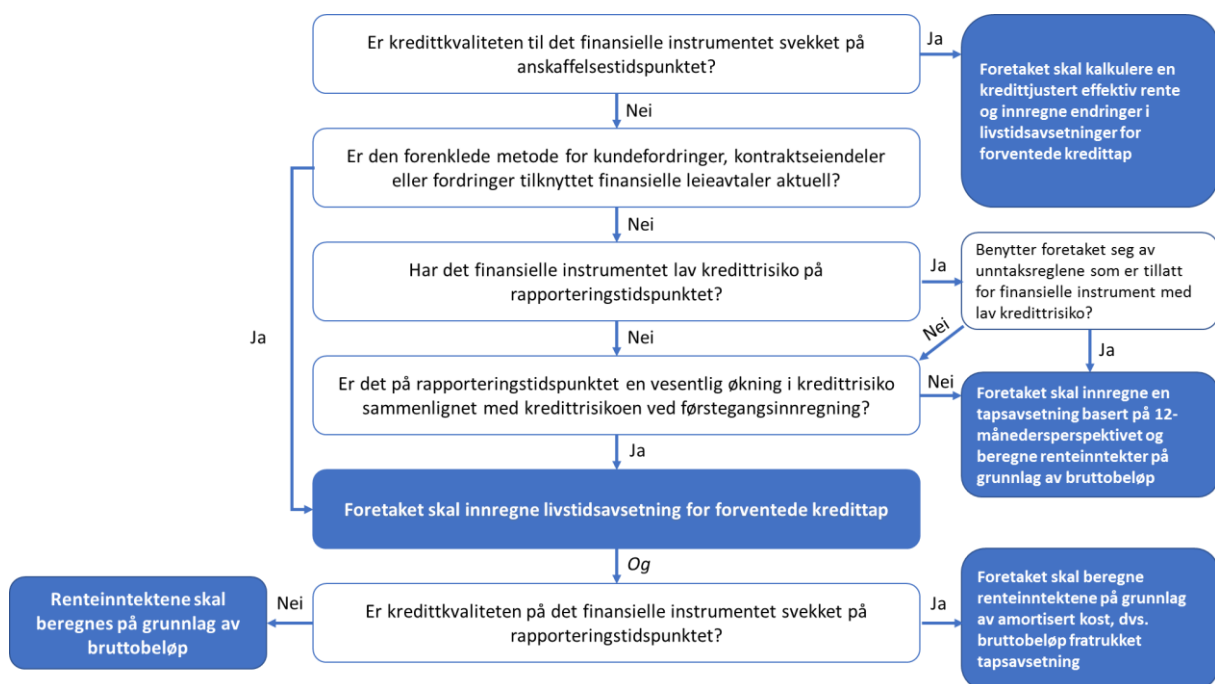 Er kredittkvaliteten til det finansielle instrumentet svekket på
anskaffelsestidspunktet?
Ja
Foretaket skal kalkulere en
kredittjustert effektiv rente
og innregne endringer i
livstidsavsetninger for
forventede kredittap
Nei
Er den forenklede metode for kundefordringer, kontraktseiendeler
eller fordringer tilknyttet finansielle leieavtaler aktuell?
Nei
Har det finansielle instrumentet lav kredittrisiko på
rapporteringstidspunktet?
Ja
Benytter foretaket seg av
unntaksreglene som er tillatt
for finansielle instrument med
lav kredittrisiko?
Ja
Nei
Nei
Ja
Er det på rapporteringstidspunktet en vesentlig økning i kredittrisiko
sammenlignet med kredittrisikoen ved førstegangsinnregning?
Nei
Foretaket skal innregne en
tapsavsetning basert på 12-
månedersperspektivet og
beregne renteinntekter på
grunnlag av bruttobeløp
Ja
Foretaket skal innregne livstidsavsetning for forventede kredittap
Og
Renteinntektene skal
beregnes på grunnlag av
bruttobeløp
Nei
Er kredittkvaliteten på det finansielle instrumentet svekket på
rapporteringstidspunktet?
Ja
Foretaket skal beregne
renteinntektene på grunnlag
av amortisert kost, dvs.
bruttobeløp fratrukket
tapsavsetning